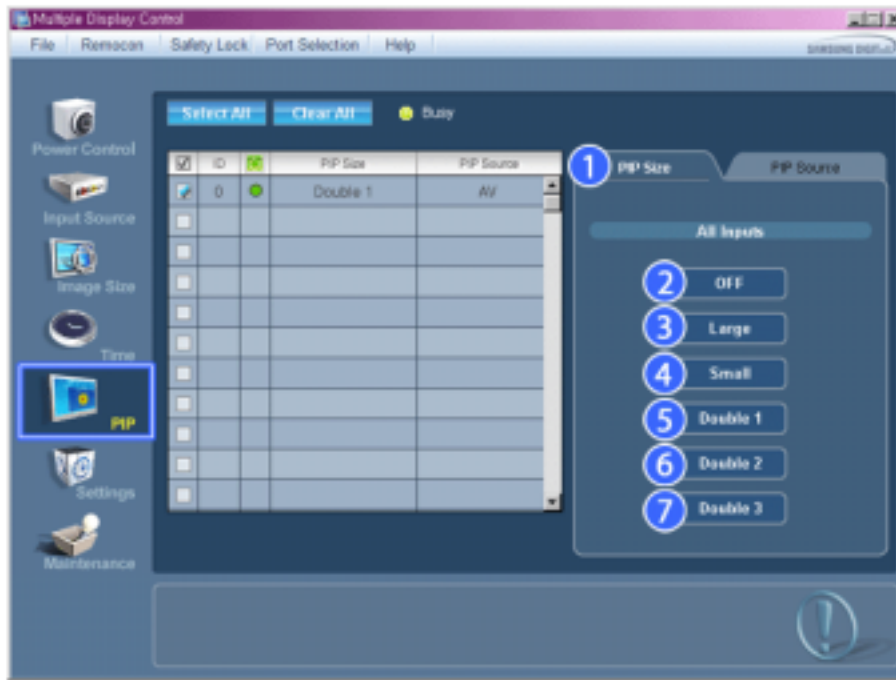 Multiple Display Control
File Remocon Safety Lock Port Selection Help
SAMSUNG DIGITall
Select All Clear All Busy
Power Control
Input Source
Image Size
Time
PIP
Settings
Maintenance
ID PIP Size PIP Source
0 Double 1 AV
1 PIP Size PIP Source
All Inputs
2 OFF
3 Large
4 Small
5 Double 1
6 Double 2
7 Double 3